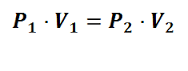 P₁ · V₁ = P₂ · V₂